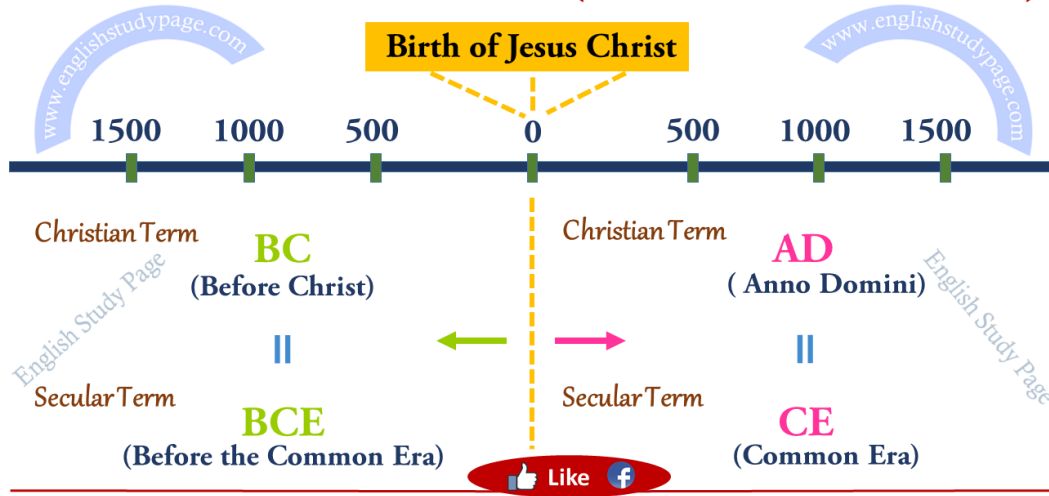 www.englishstudypage.com
www.englishstudypage.com
Birth of Jesus Christ
1500 1000 500 0 500 1000 1500
Christian Term
Christian Term
BC
AD
(Before Christ)
( Anno Domini)
English Study Page
English Study Page
=
=
Secular Term
Secular Term
BCE
CE
(Before the Common Era)
(Common Era)
Like f